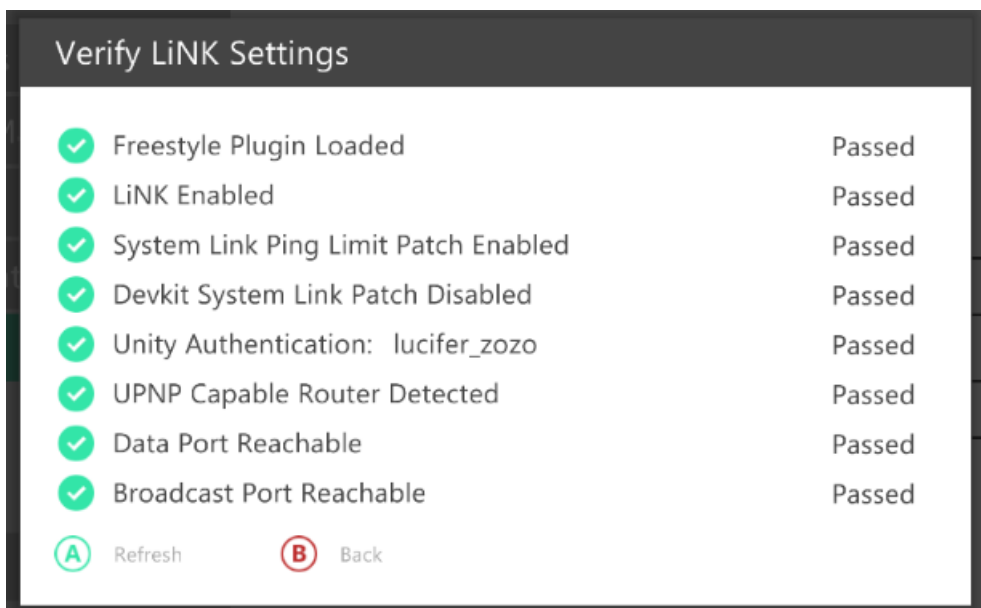 Verify LiNK Settings
Freestyle Plugin Loaded Passed
LiNK Enabled Passed
System Link Ping Limit Patch Enabled Passed
Devkit System Link Patch Disabled Passed
Unity Authentication: lucifer_zozo Passed
UPNP Capable Router Detected Passed
Data Port Reachable Passed
Broadcast Port Reachable Passed
A Refresh B Back